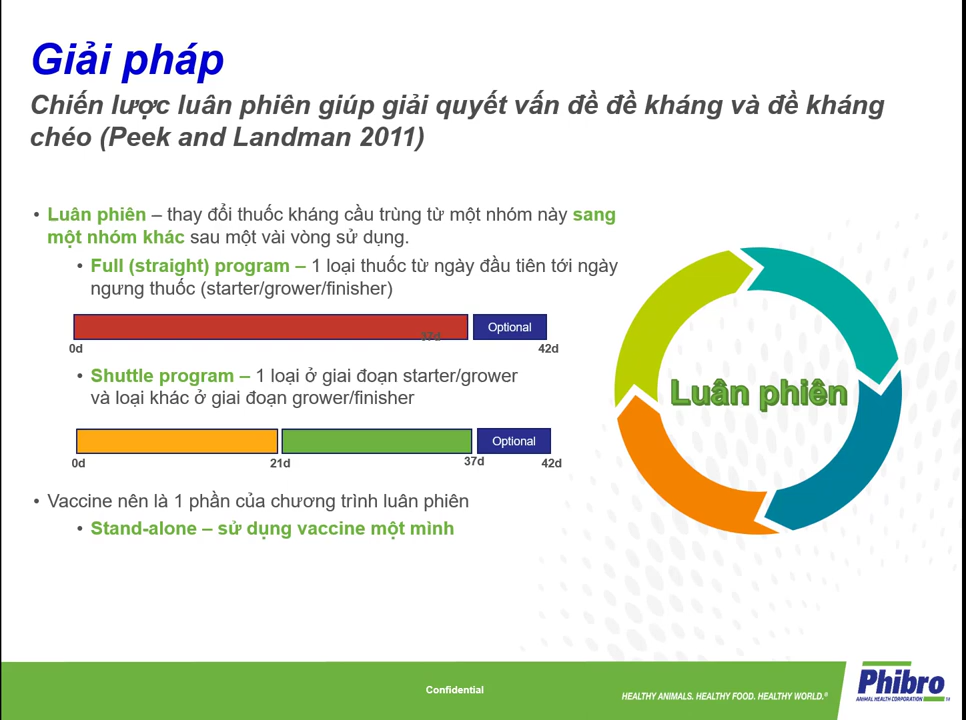 Giải pháp
Chiến lược luân phiên giúp giải quyết vấn đề đề kháng và đề kháng
chéo (Peek and Landman 2011)
• Luân phiên – thay đổi thuốc kháng cầu trùng từ một nhóm này sang
một nhóm khác sau một vài vòng sử dụng.
• Full (straight) program – 1 loại thuốc từ ngày đầu tiên tới ngày
ngưng thuốc (starter/grower/finisher)
Optional
37d
0d 42d
• Shuttle program – 1 loại ở giai đoạn starter/grower
và loại khác ở giai đoạn grower/finisher
Optional
0d 21d 37d 42d
Luân phiên
• Vaccine nên là 1 phần của chương trình luân phiên
• Stand-alone – sử dụng vaccine một mình
Confidential
HEALTHY ANIMALS. HEALTHY FOOD. HEALTHY WORLD.®
Phibro
ANIMAL HEALTH CORPORATION